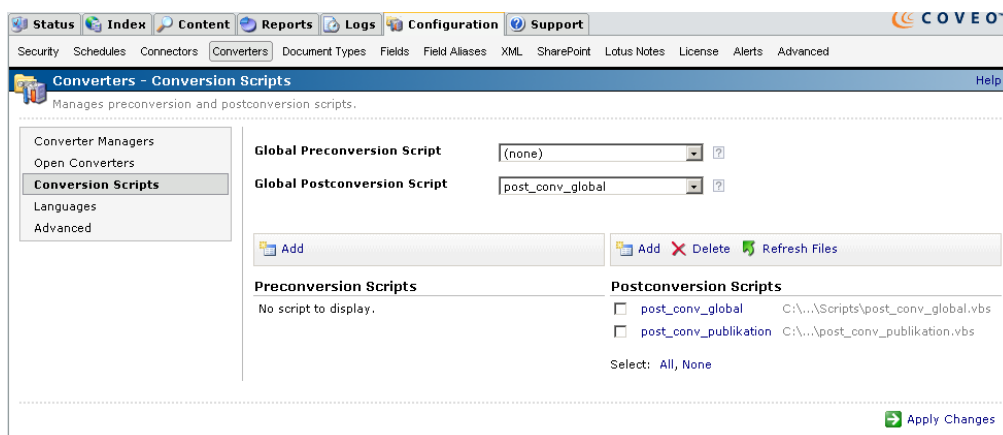 Status Index Content Reports Logs Configuration Support COVEO
Security Schedules Connectors Converters Document Types Fields Field Aliases XML SharePoint Lotus Notes License Alerts Advanced
Converters - Conversion Scripts Help
Manages preconversion and postconversion scripts.
Converter Managers
Open Converters
Conversion Scripts
Languages
Advanced
Global Preconversion Script (none) ?
Global Postconversion Script post_conv_global ?
Add
Add Delete Refresh Files
Preconversion Scripts
No script to display.
Postconversion Scripts
post_conv_global C:\...\Scripts\post_conv_global.vbs
post_conv_publikation C:\...\post_conv_publikation.vbs
Select: All, None
Apply Changes